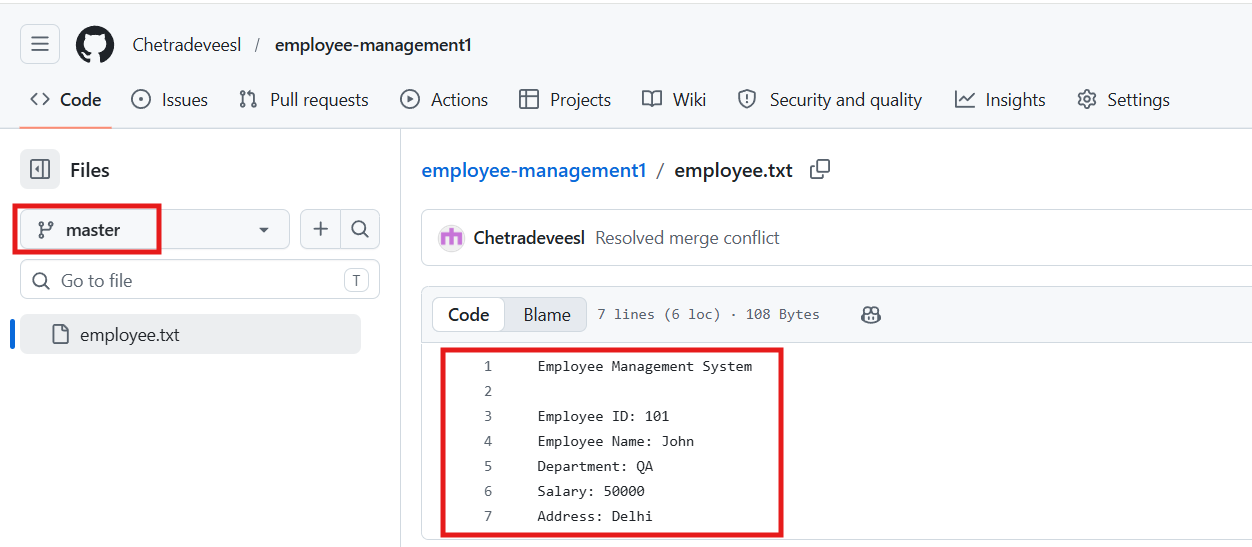 Chetradeveesl / employee-management1
Code Issues Pull requests Actions Projects Wiki Security and quality Insights Settings
Files
master
Go to file T
employee.txt
employee-management1 / employee.txt
Chetradeveesl Resolved merge conflict
Code Blame 7 lines (6 loc) · 108 Bytes
1 Employee Management System
2
3 Employee ID: 101
4 Employee Name: John
5 Department: QA
6 Salary: 50000
7 Address: Delhi